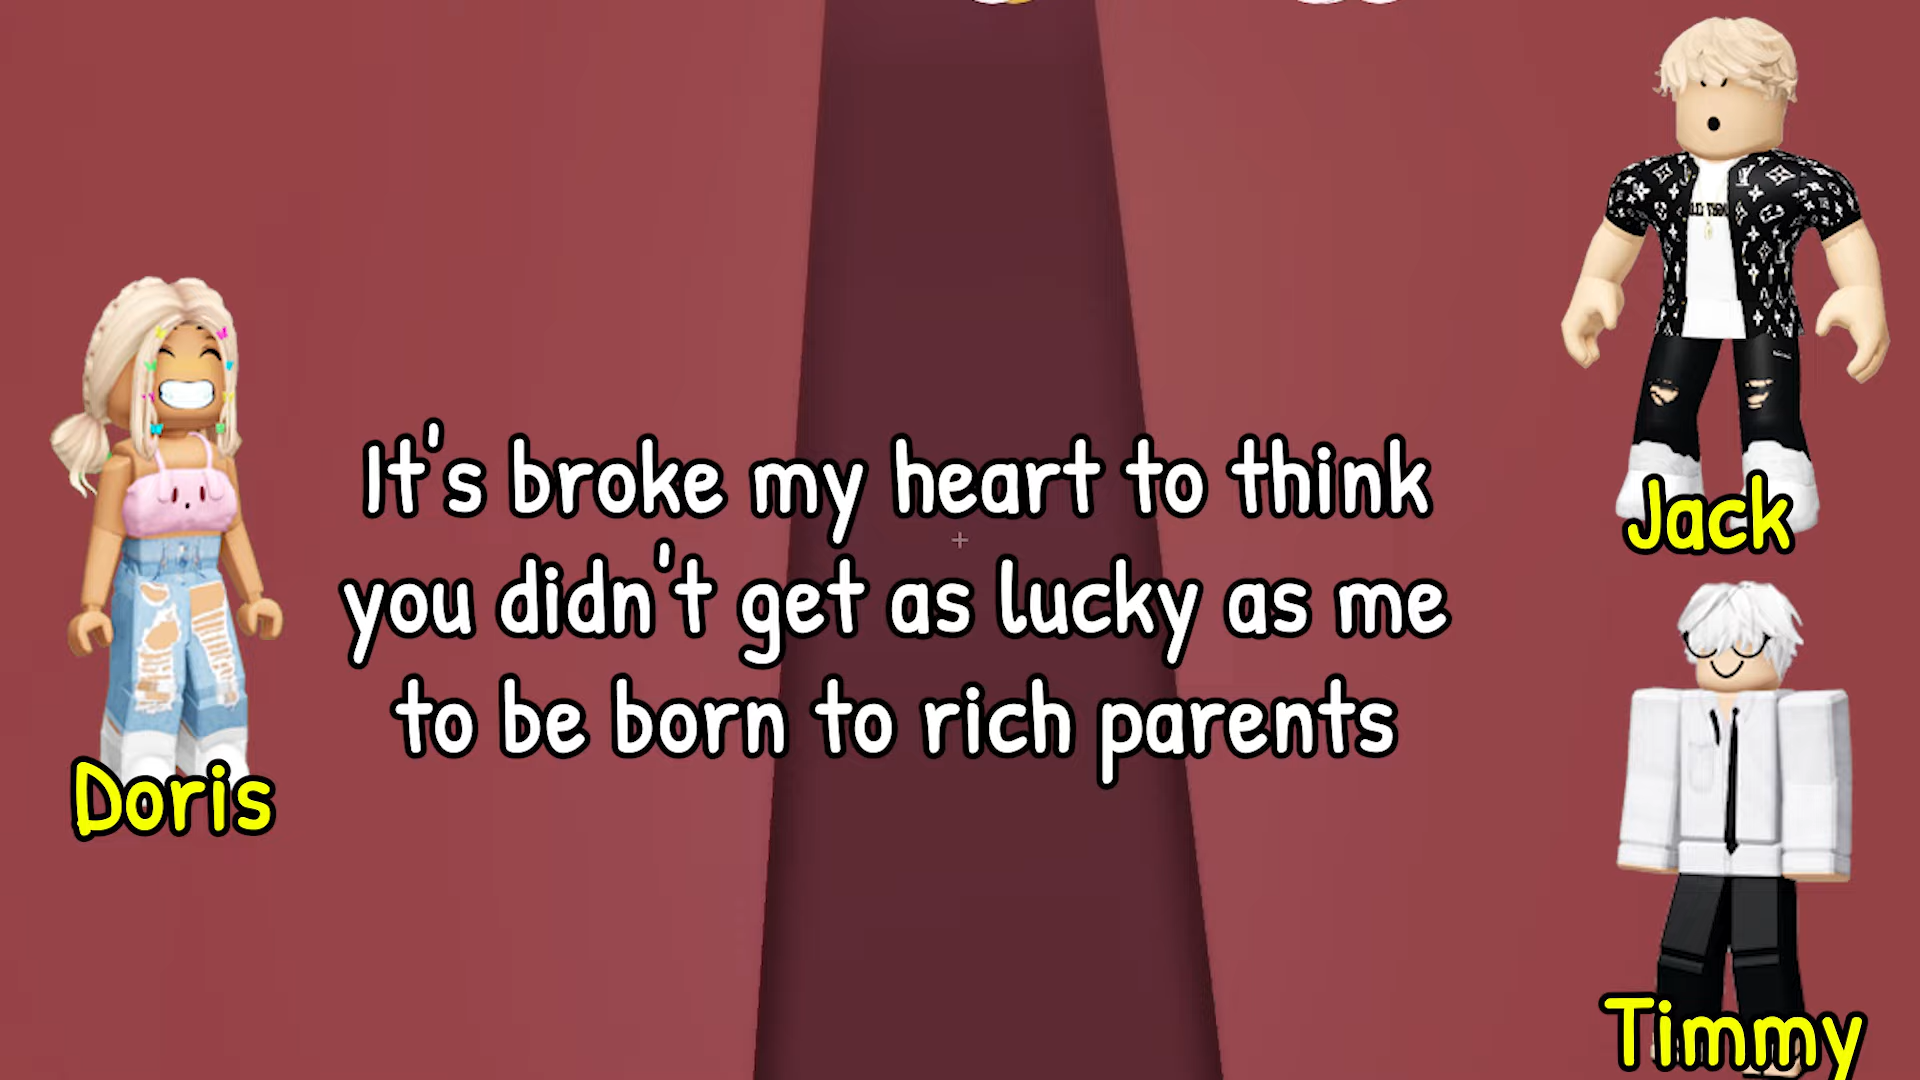 It's broke my heart to think
you didn't get as lucky as me
to be born to rich parents
Doris
Jack
Timmy